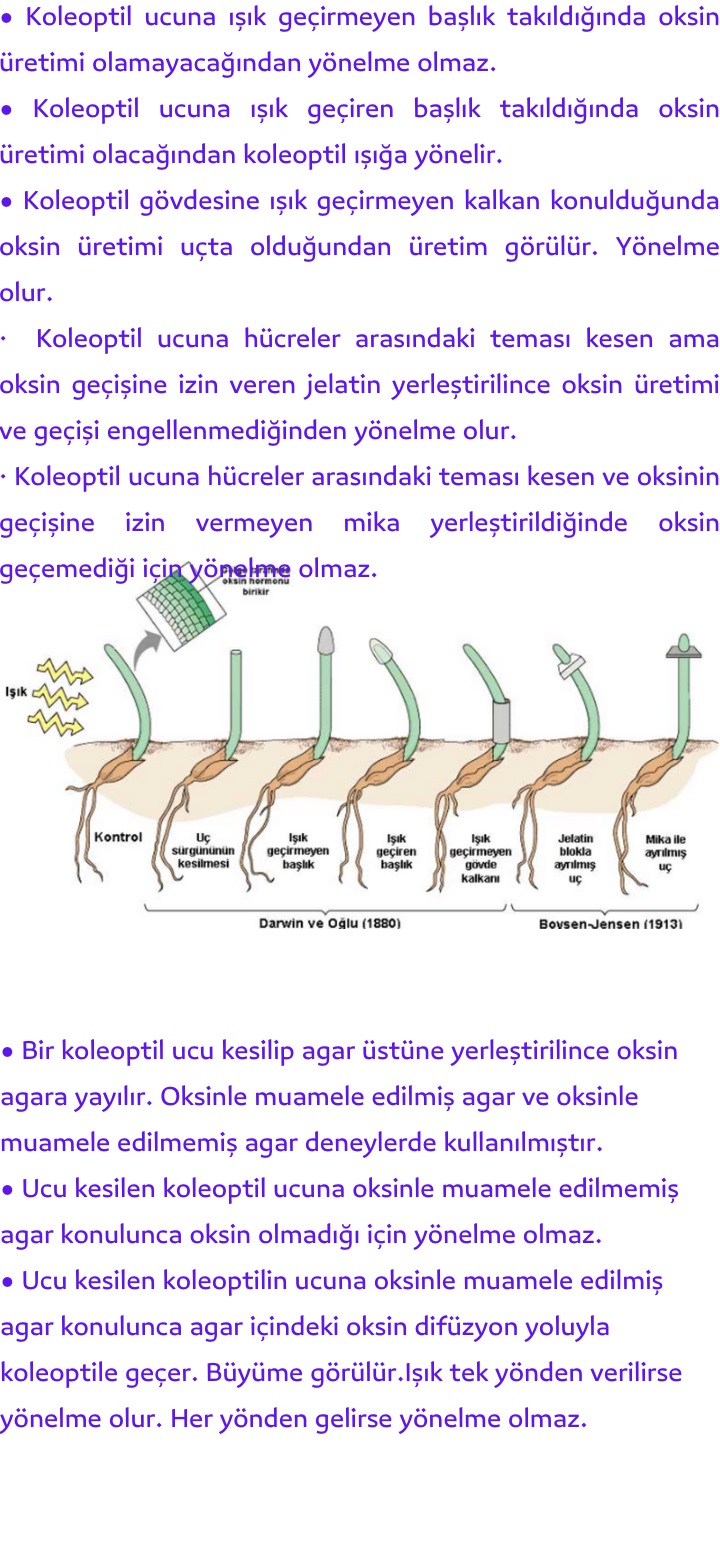 • Koleoptil ucuna ışık geçirmeyen başlık takıldığında oksin
üretimi olamayacağından yönelme olmaz.
• Koleoptil ucuna ışık geçiren başlık takıldığında oksin
üretimi olacağından koleoptil ışığa yönelir.
• Koleoptil gövdesine ışık geçirmeyen kalkan konulduğunda
oksin üretimi uçta olduğundan üretim görülür. Yönelme
olur.
· Koleoptil ucuna hücreler arasındaki teması kesen ama
oksin geçişine izin veren jelatin yerleştirilince oksin üretimi
ve geçişi engellenmediğinden yönelme olur.
· Koleoptil ucuna hücreler arasındaki teması kesen ve oksinin
geçişine izin vermeyen mika yerleştirildiğinde oksin
geçemediği için yönelme olmaz.
oksin hormonu
birikir
Işık
Kontrol
Uç
sürgününün
kesilmesi
Işık
geçirmeyen
başlık
Işık
geçiren
başlık
Işık
geçirmeyen
gövde
kalkanı
Jelatin
blokla
ayrılmış
uç
Mika ile
ayrılmış
uç
Darwin ve Oğlu (1880)
Boysen-Jensen (1913)
• Bir koleoptil ucu kesilip agar üstüne yerleştirilince oksin
agara yayılır. Oksinle muamele edilmiş agar ve oksinle
muamele edilmemiş agar deneylerde kullanılmıştır.
• Ucu kesilen koleoptil ucuna oksinle muamele edilmemiş
agar konulunca oksin olmadığı için yönelme olmaz.
• Ucu kesilen koleoptilin ucuna oksinle muamele edilmiş
agar konulunca agar içindeki oksin difüzyon yoluyla
koleoptile geçer. Büyüme görülür.Işık tek yönden verilirse
yönelme olur. Her yönden gelirse yönelme olmaz.